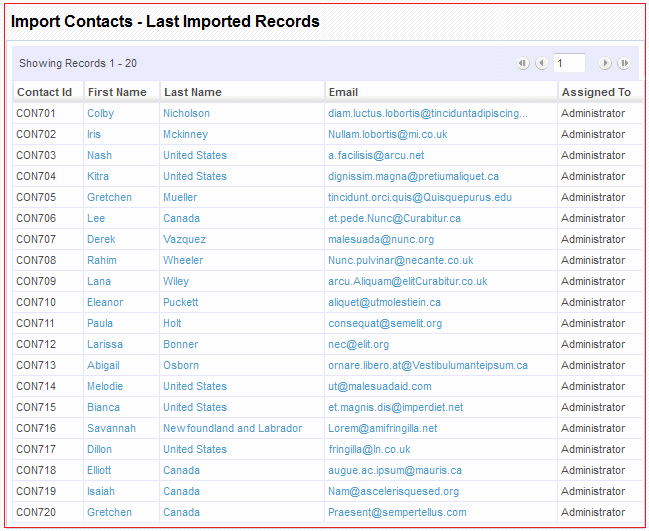 Import Contacts - Last Imported Records
Showing Records 1 - 20 1
Contact Id First Name Last Name Email Assigned To
CON701 Colby Nicholson diam.luctus.lobortis@tinciduntadipiscing... Administrator
CON702 Iris Mckinney Nullam.lobortis@mi.co.uk Administrator
CON703 Nash United States a.facilisis@arcu.net Administrator
CON704 Kitra United States dignissim.magna@pretiumaliquet.ca Administrator
CON705 Gretchen Mueller tincidunt.orci.quis@Quisquepurus.edu Administrator
CON706 Lee Canada et.pede.Nunc@Curabitur.ca Administrator
CON707 Derek Vazquez malesuada@nunc.org Administrator
CON708 Rahim Wheeler Nunc.pulvinar@necante.co.uk Administrator
CON709 Lana Wiley arcu.Aliquam@elitCurabitur.co.uk Administrator
CON710 Eleanor Puckett aliquet@utmolestiein.ca Administrator
CON711 Paula Holt consequat@semelit.org Administrator
CON712 Larissa Bonner nec@elit.org Administrator
CON713 Abigail Osborn ornare.libero.at@Vestibulumanteipsum.ca Administrator
CON714 Melodie United States ut@malesuadaid.com Administrator
CON715 Bianca United States et.magnis.dis@imperdiet.net Administrator
CON716 Savannah Newfoundland and Labrador Lorem@amifringilla.net Administrator
CON717 Dillon United States fringilla@In.co.uk Administrator
CON718 Elliott Canada augue.ac.ipsum@mauris.ca Administrator
CON719 Isaiah Canada Nam@ascelerisquesed.org Administrator
CON720 Gretchen Canada Praesent@sempertellus.com Administrator